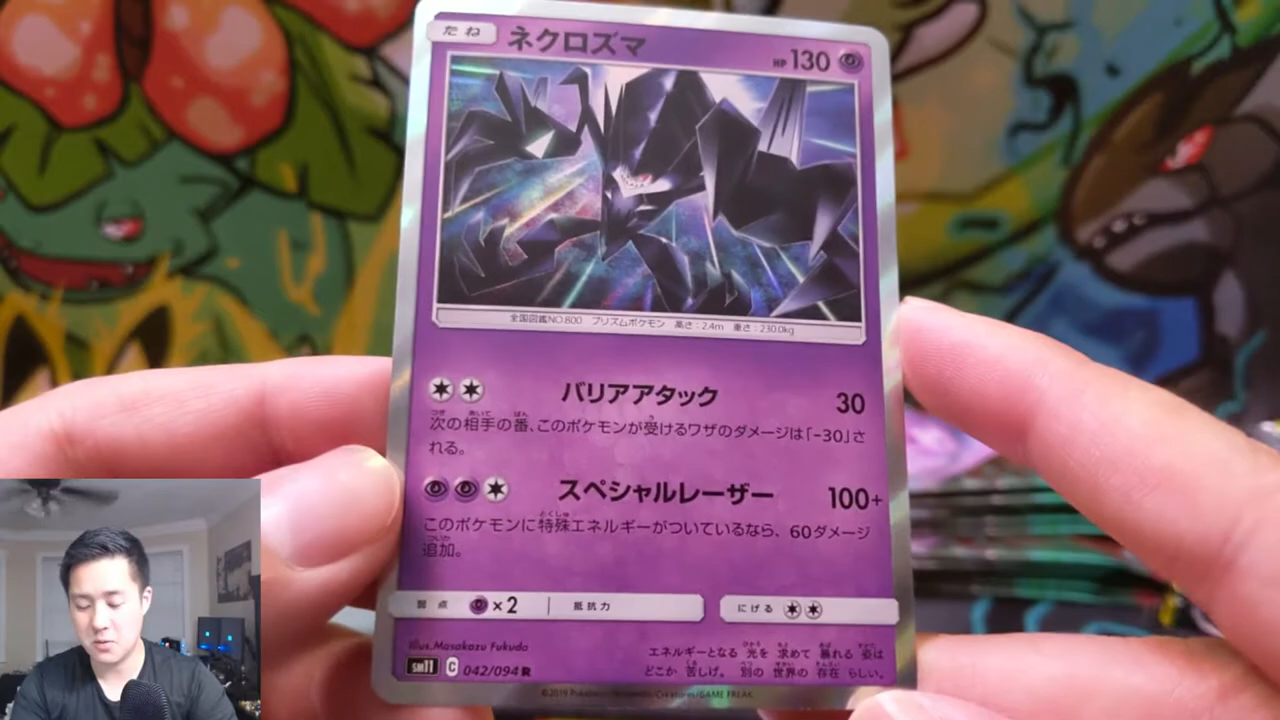 たね ネクロズマ HP 130
全国図鑑NO.800 プリズムポケモン 高さ:2.4m 重さ:230.0kg
バリアアタック 30
次の相手の番、このポケモンが受けるワザのダメージは「-30」さ
れる。
スペシャルレーザー 100+
このポケモンに特殊エネルギーがついているなら、60ダメージ
追加。
弱点 ×2 抵抗力 にげる
illus.Masakazu Fukuda
sm11 C 042/094 R
エネルギーとなる 光を 求めて 暴れる 姿は
どこか 苦しげ。 別の 世界の 存在 らしい。
©2019 Pokémon/Nintendo/Creatures/GAME FREAK.